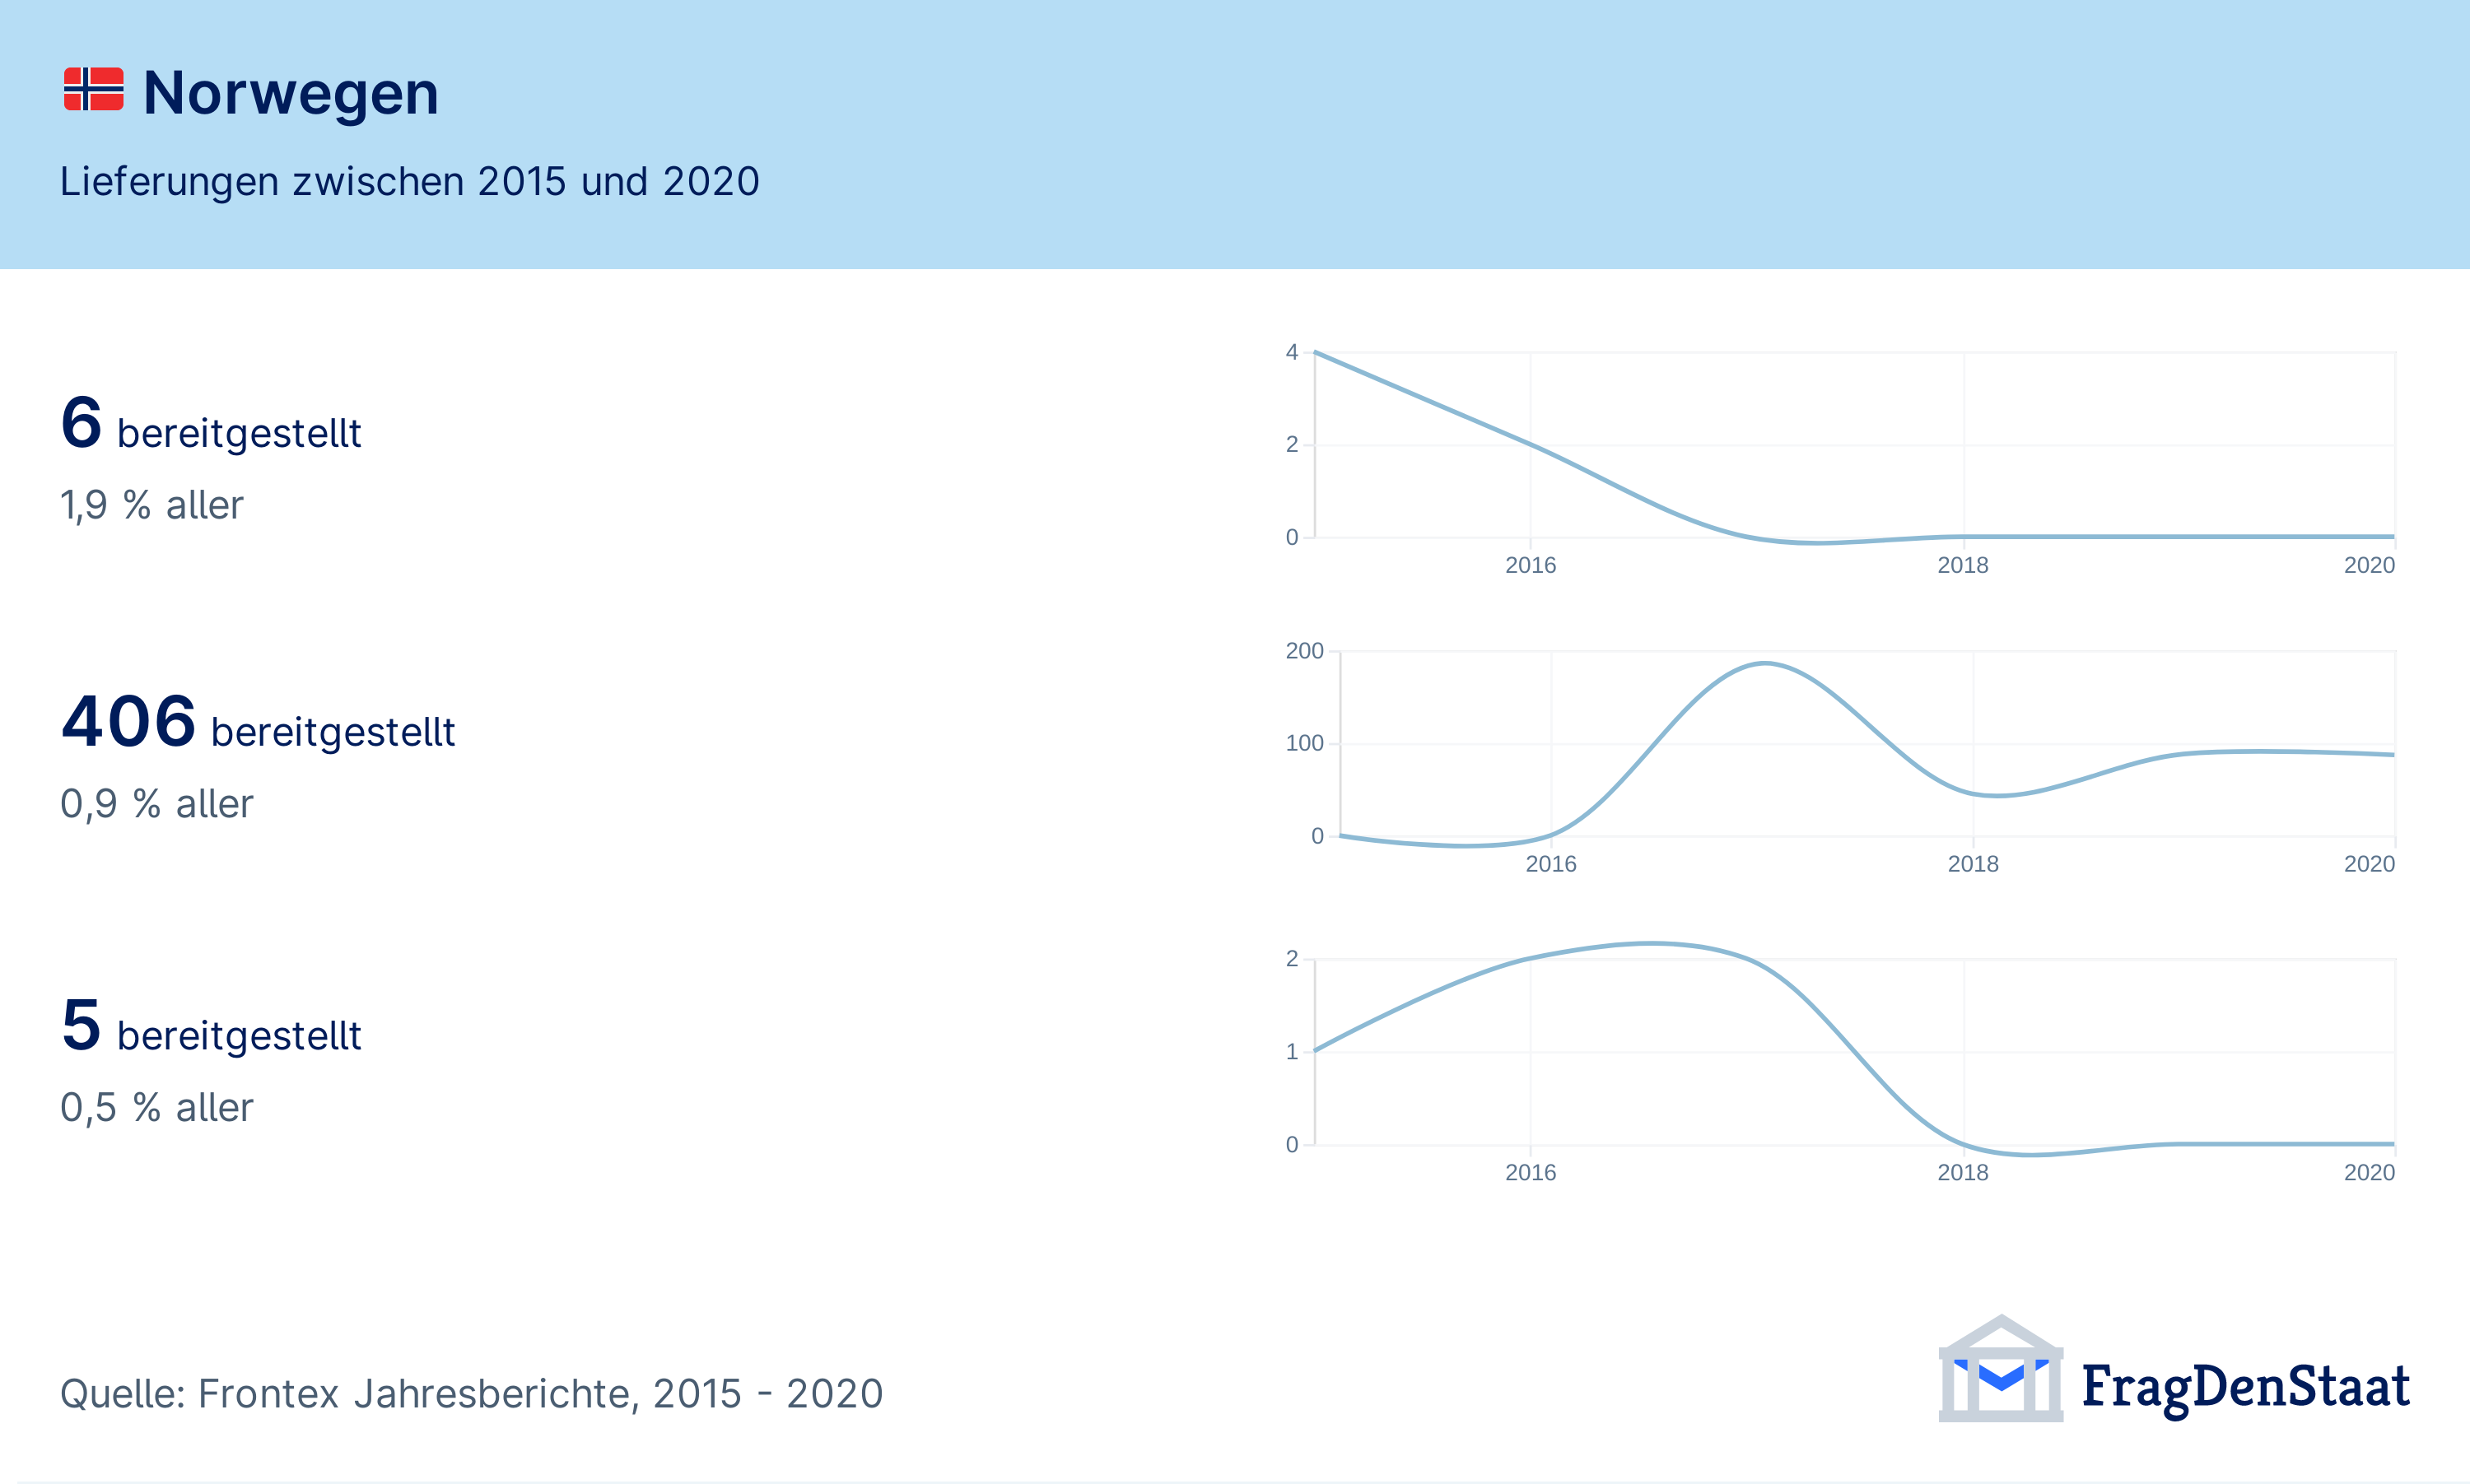 Norwegen
Lieferungen zwischen 2015 und 2020
6 bereitgestellt
1,9 % aller
4
2
0
2016 2018 2020
406 bereitgestellt
0,9 % aller
200
100
0
2016 2018 2020
5 bereitgestellt
0,5 % aller
2
1
0
2016 2018 2020
Quelle: Frontex Jahresberichte, 2015 - 2020
FragDenStaat